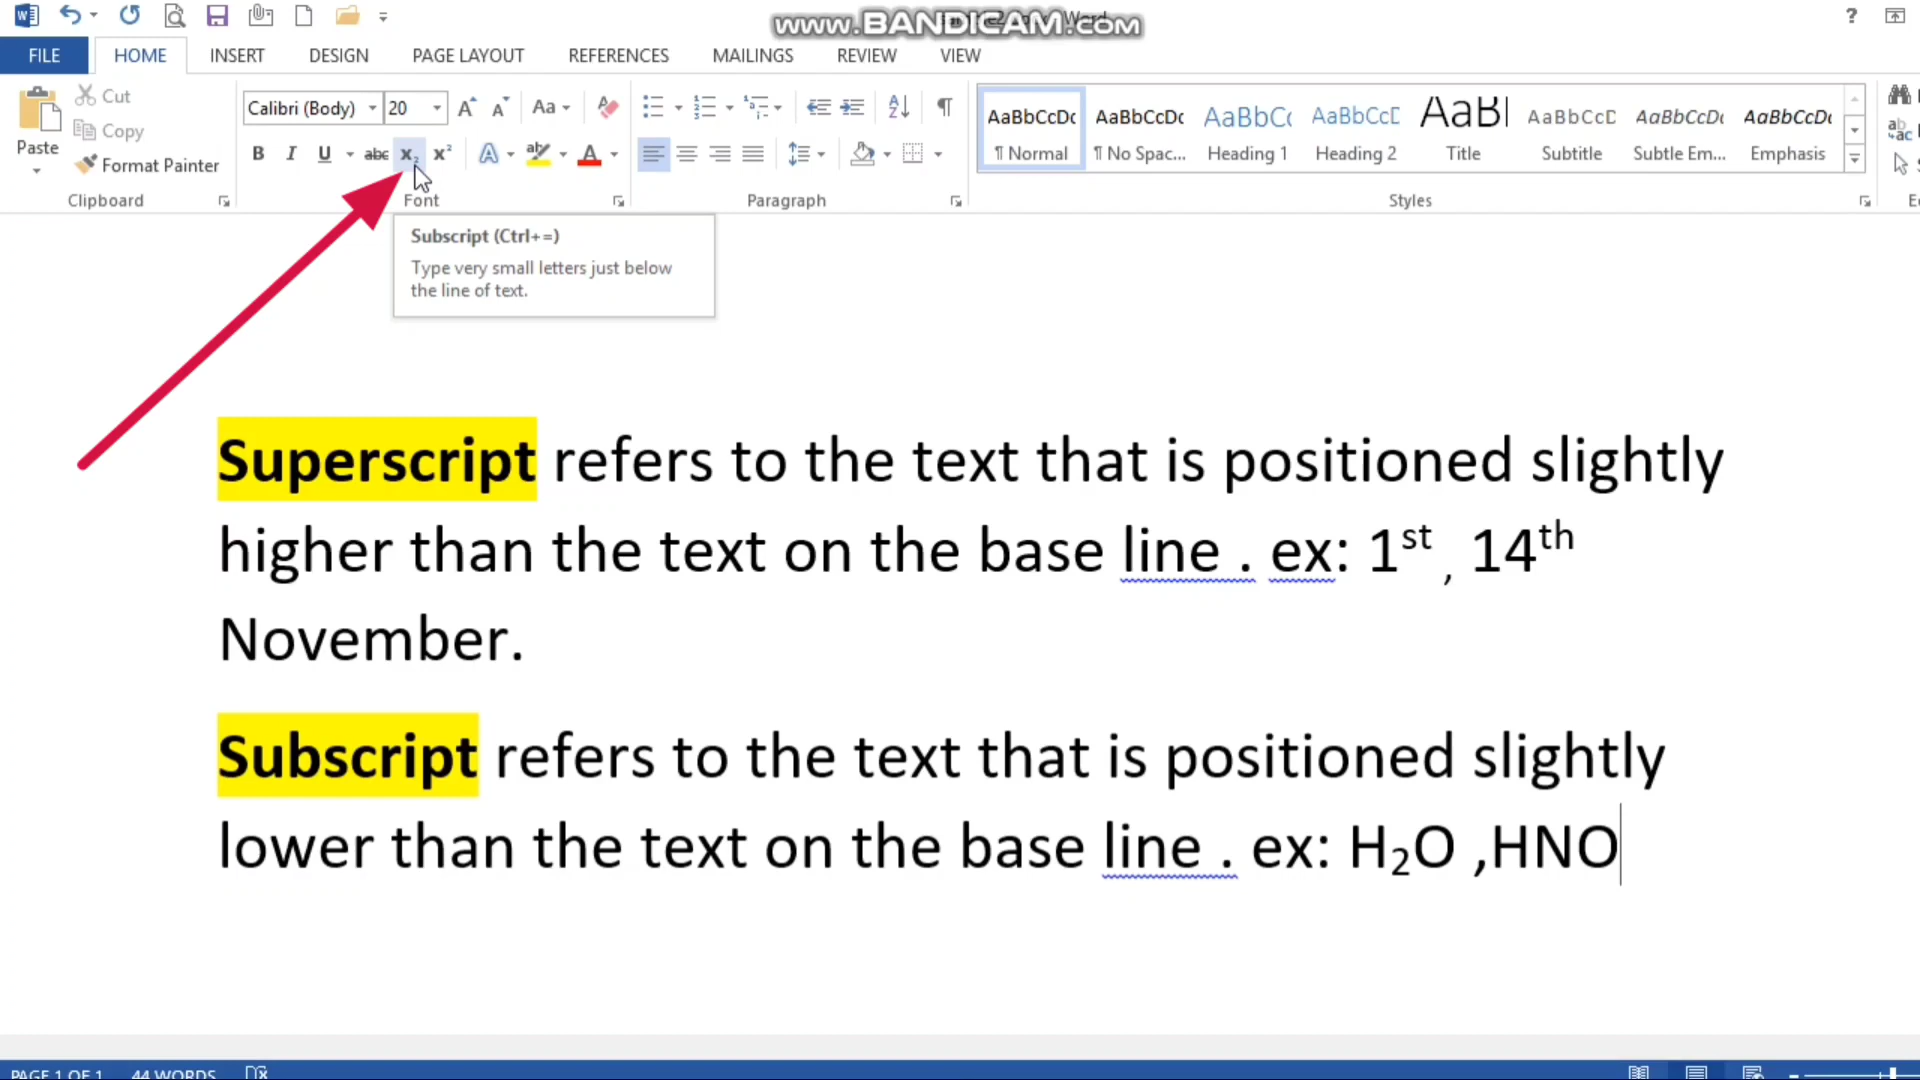 www.BANDICAM.com
FILE HOME INSERT DESIGN PAGE LAYOUT REFERENCES MAILINGS REVIEW VIEW
Paste
Cut
Copy
Format Painter
Clipboard
Calibri (Body) 20
Font
Paragraph
AaBbCcDc AaBbCcDc AaBbCc AaBbCcD AaBl AaBbCcD AaBbCcDc AaBbCcDc
¶ Normal ¶ No Spac... Heading 1 Heading 2 Title Subtitle Subtle Em... Emphasis
Styles
Subscript (Ctrl+=)
Type very small letters just below
the line of text.
Superscript refers to the text that is positioned slightly
higher than the text on the base line . ex: 1ˢᵗ , 14ᵗʰ
November.
Subscript refers to the text that is positioned slightly
lower than the text on the base line . ex: H₂O ,HNO
PAGE 1 OF 1 44 WORDS